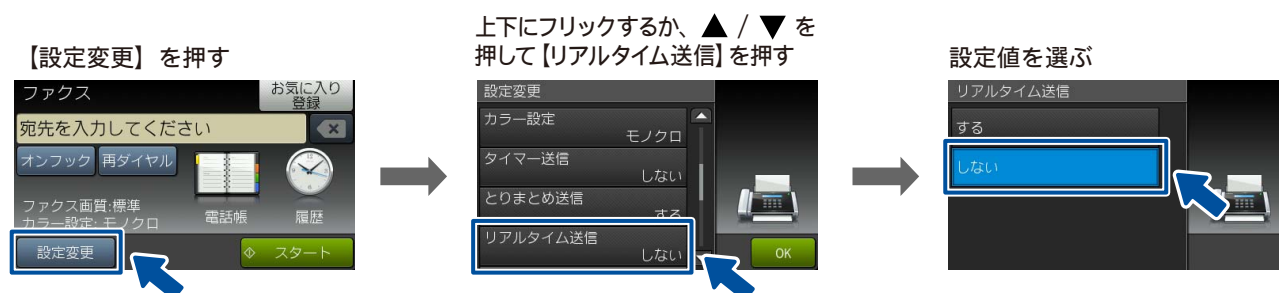 【設定変更】を押す
ファクス
お気に入り
登録
宛先を入力してください
オンフック
再ダイヤル
ファクス画質:標準
カラー設定:モノクロ
電話帳
履歴
設定変更
スタート
上下にフリックするか、▲ / ▼ を
押して【リアルタイム送信】を押す
設定変更
カラー設定
モノクロ
タイマー送信
しない
とりまとめ送信
する
リアルタイム送信
しない
OK
設定値を選ぶ
リアルタイム送信
する
しない